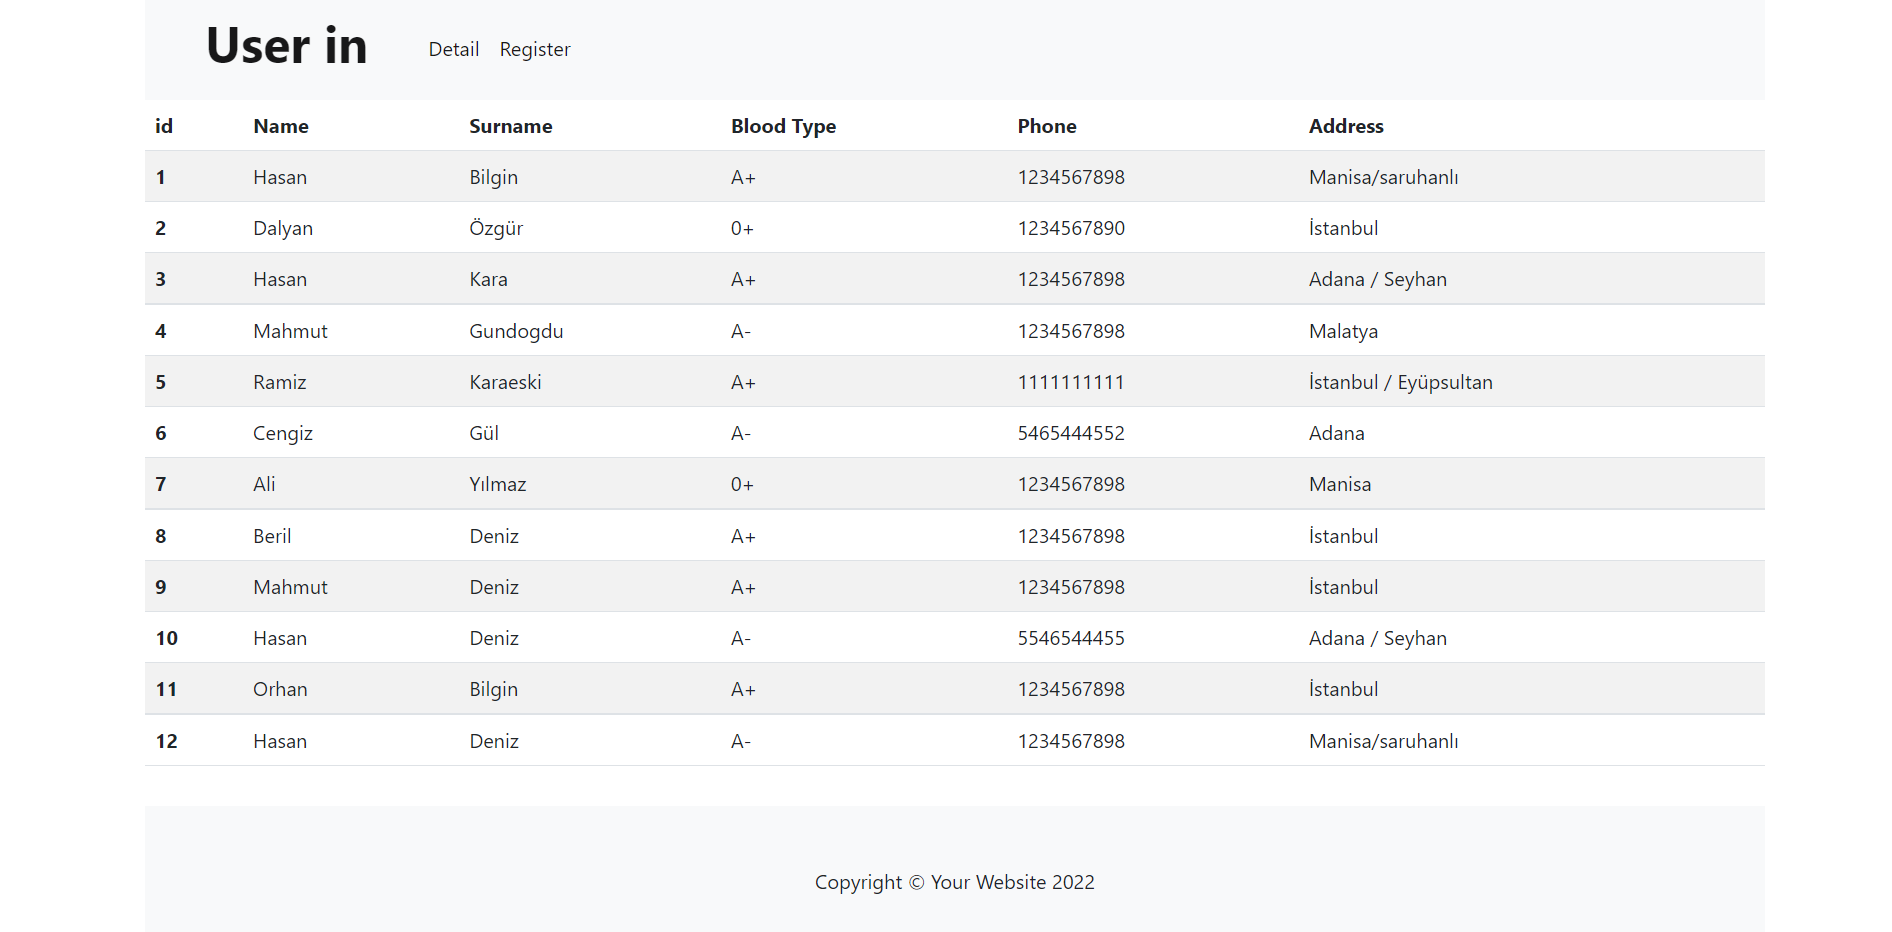 User in Detail Register
id Name Surname Blood Type Phone Address
1 Hasan Bilgin A+ 1234567898 Manisa/saruhanlı
2 Dalyan Özgür 0+ 1234567890 İstanbul
3 Hasan Kara A+ 1234567898 Adana / Seyhan
4 Mahmut Gundogdu A- 1234567898 Malatya
5 Ramiz Karaeski A+ 1111111111 İstanbul / Eyüpsultan
6 Cengiz Gül A- 5465444552 Adana
7 Ali Yılmaz 0+ 1234567898 Manisa
8 Beril Deniz A+ 1234567898 İstanbul
9 Mahmut Deniz A+ 1234567898 İstanbul
10 Hasan Deniz A- 5546544455 Adana / Seyhan
11 Orhan Bilgin A+ 1234567898 İstanbul
12 Hasan Deniz A- 1234567898 Manisa/saruhanlı
Copyright © Your Website 2022